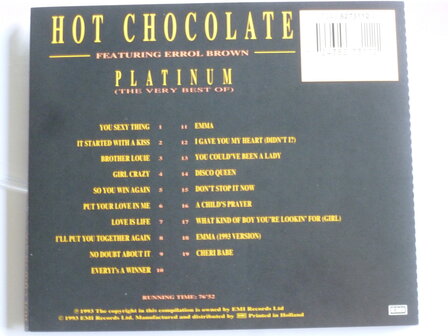 HOT CHOCOLATE
FEATURING ERROL BROWN
PLATINUM
(THE VERY BEST OF)
YOU SEXY THING 1
IT STARTED WITH A KISS 2
BROTHER LOUIE 3
GIRL CRAZY 4
SO YOU WIN AGAIN 5
PUT YOUR LOVE IN ME 6
LOVE IS LIFE 7
I'LL PUT YOU TOGETHER AGAIN 8
NO DOUBT ABOUT IT 9
EVERY1's A WINNER 10
11 EMMA
12 I GAVE YOU MY HEART (DIDN'T I?)
13 YOU COULD'VE BEEN A LADY
14 DISCO QUEEN
15 DON'T STOP IT NOW
16 A CHILD'S PRAYER
17 WHAT KIND OF BOY YOU'RE LOOKIN' FOR (GIRL)
18 EMMA (1993 VERSION)
19 CHERI BABE
RUNNING TIME: 76'52
℗ 1993 The copyright in this compilation is owned by EMI Records Ltd
© 1993 EMI Records Ltd. Manufactured and distributed by EMI Printed in Holland